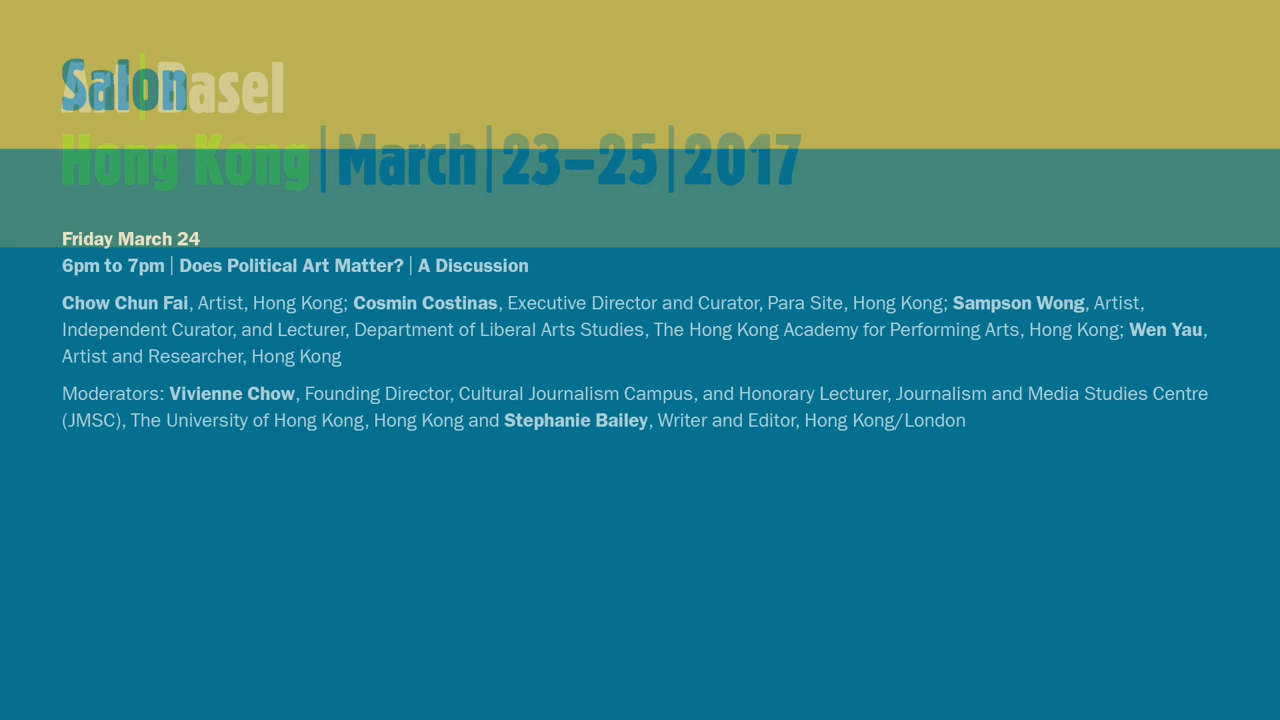 Salon
Art|Basel
Hong Kong|March|23–25|2017
Friday March 24
6pm to 7pm | Does Political Art Matter? | A Discussion
Chow Chun Fai, Artist, Hong Kong; Cosmin Costinas, Executive Director and Curator, Para Site, Hong Kong; Sampson Wong, Artist,
Independent Curator, and Lecturer, Department of Liberal Arts Studies, The Hong Kong Academy for Performing Arts, Hong Kong; Wen Yau,
Artist and Researcher, Hong Kong
Moderators: Vivienne Chow, Founding Director, Cultural Journalism Campus, and Honorary Lecturer, Journalism and Media Studies Centre
(JMSC), The University of Hong Kong, Hong Kong and Stephanie Bailey, Writer and Editor, Hong Kong/London